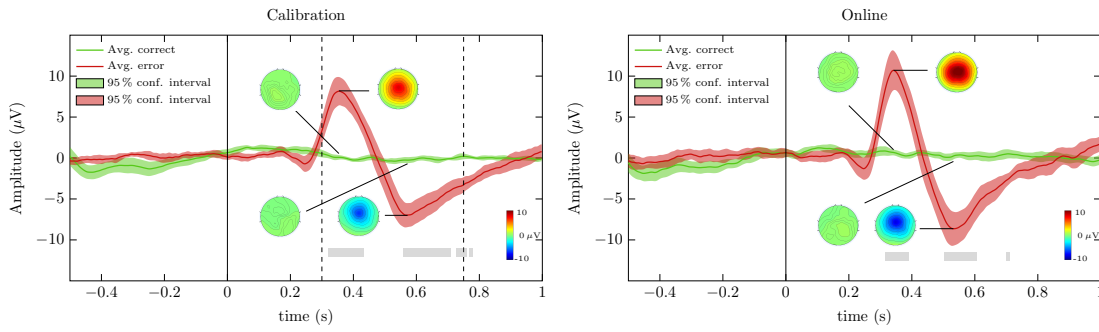 Calibration
Avg. correct
Avg. error
95 % conf. interval
95 % conf. interval
Amplitude (μV)
10
5
0
−5
−10
10
0 μV
-10
−0.4
−0.2
0
0.2
0.4
0.6
0.8
1
time (s)
Online
Avg. correct
Avg. error
95 % conf. interval
95 % conf. interval
Amplitude (μV)
10
5
0
−5
−10
10
0 μV
-10
−0.4
−0.2
0
0.2
0.4
0.6
0.8
1
time (s)